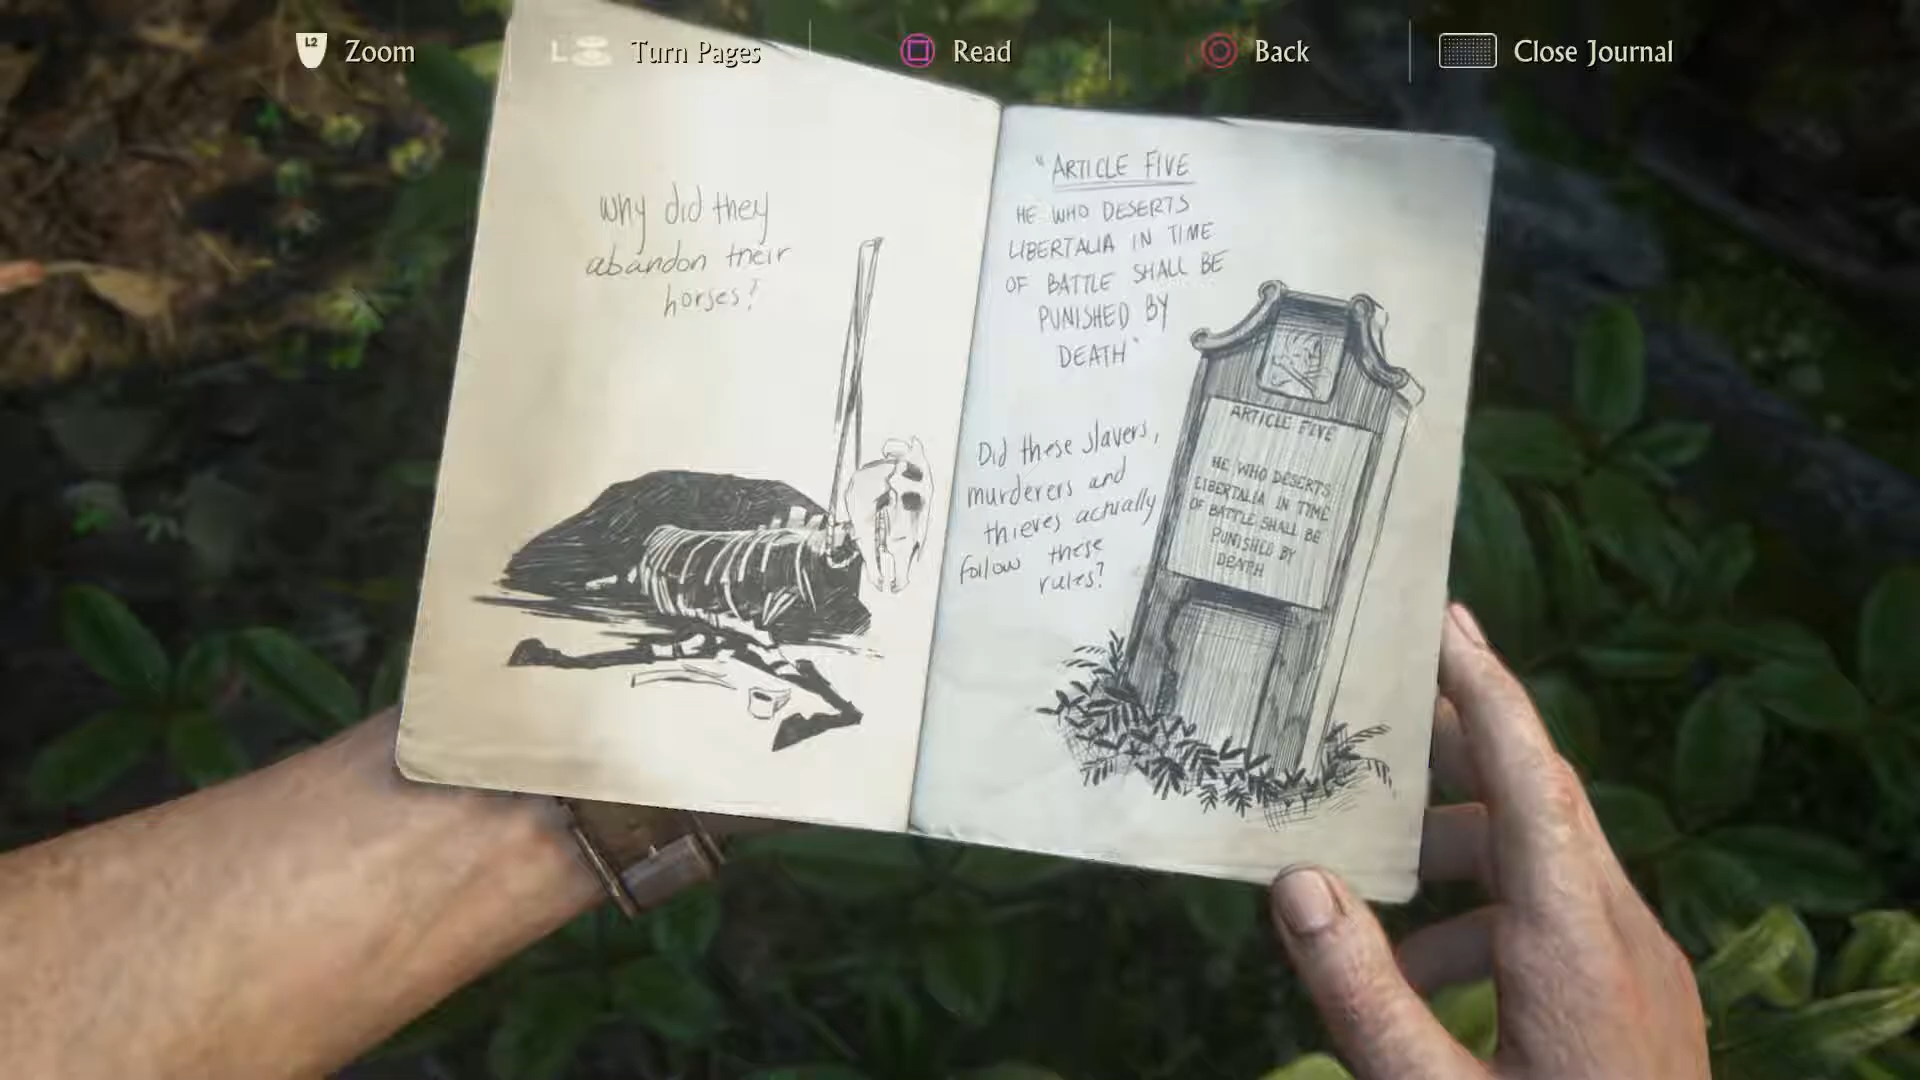 L2 Zoom
L Turn Pages
Read
Back
Close Journal
why did they
abandon their
horses?
"ARTICLE FIVE
HE WHO DESERTS
LIBERTALIA IN TIME
OF BATTLE SHALL BE
PUNISHED BY
DEATH"
Did these slavers,
murderers and
thieves actually
follow these
rules?
ARTICLE FIVE
HE WHO DESERTS
LIBERTALIA IN TIME
OF BATTLE SHALL BE
PUNISHED BY
DEATH